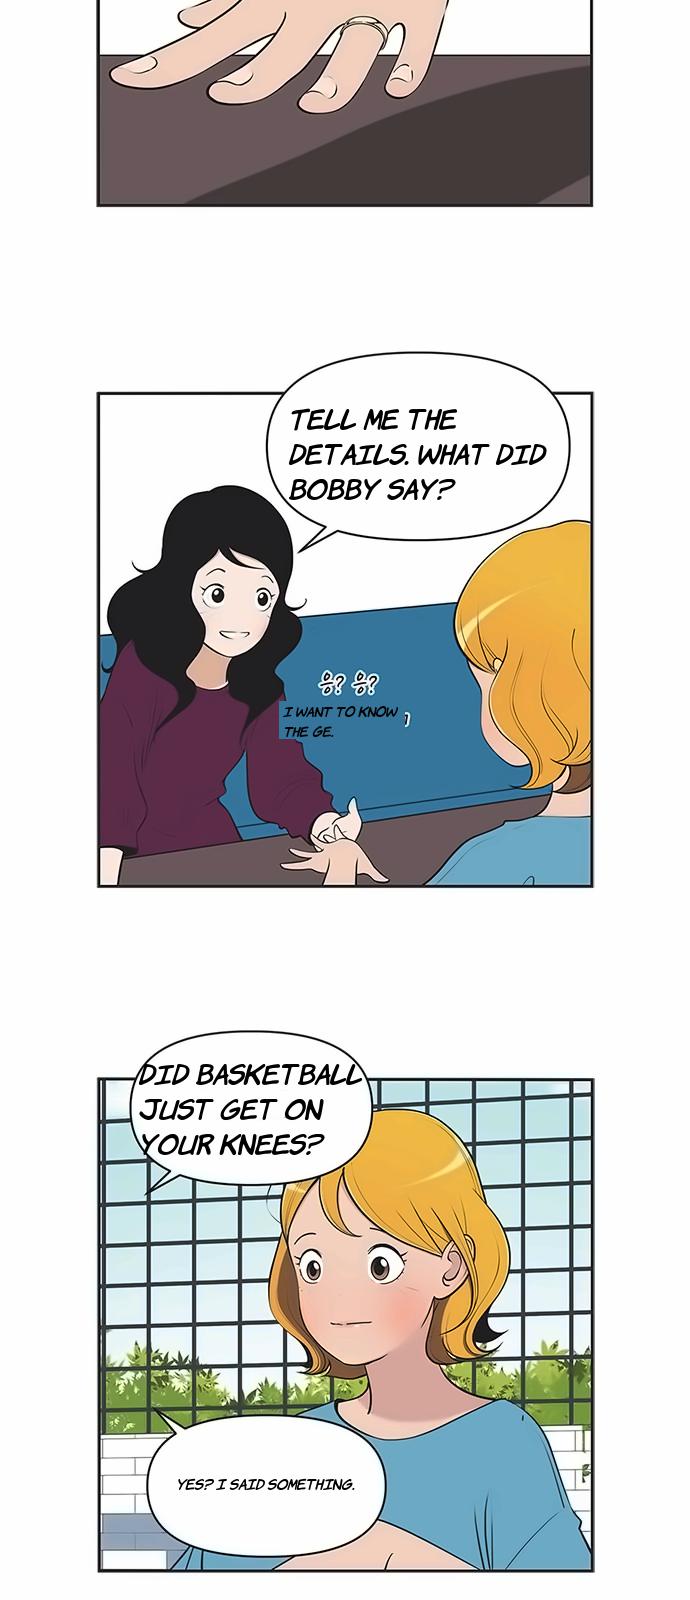 TELL ME THE
DETAILS. WHAT DID
BOBBY SAY?
응? 응?
I WANT TO KNOW
THE GE.
DID BASKETBALL
JUST GET ON
YOUR KNEES?
YES? I SAID SOMETHING.